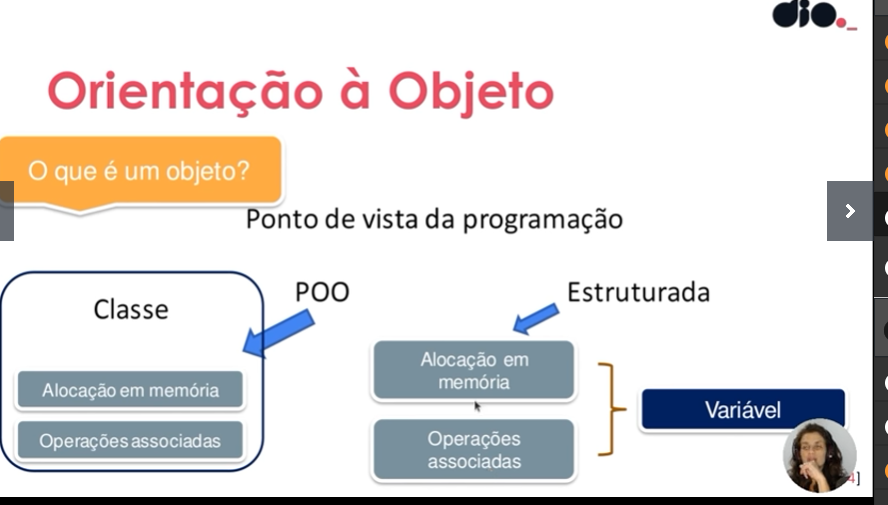 dio._
Orientação à Objeto
O que é um objeto?
Ponto de vista da programação
Classe
POO
Estruturada
Alocação em memória
Operações associadas
Alocação em
memória
Operações
associadas
Variável
4]